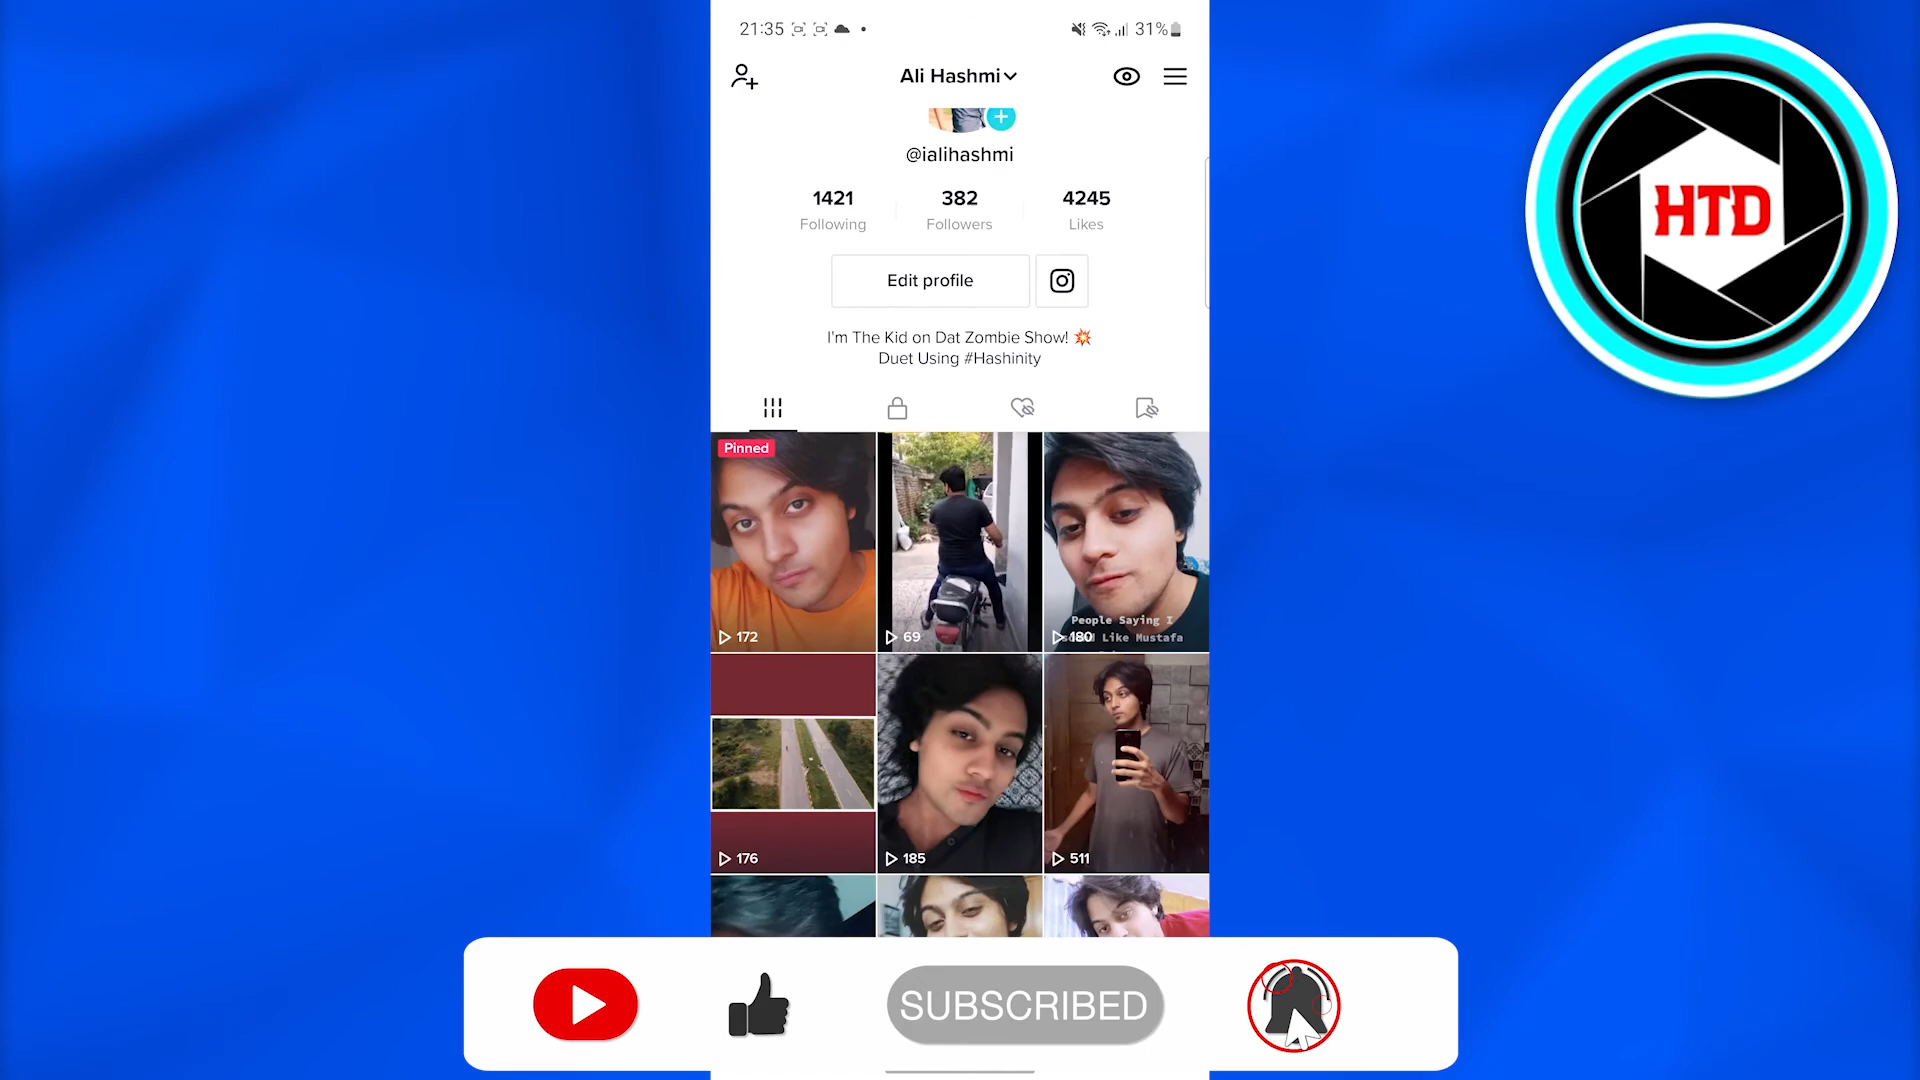 21:35
31%
Ali Hashmi
@ialihashmi
1421 382 4245
Following Followers Likes
Edit profile
I'm The Kid on Dat Zombie Show! 💥
Duet Using #Hashinity
Pinned
172
69
People Saying I
180 Like Mustafa
176
185
511
HTD
SUBSCRIBED